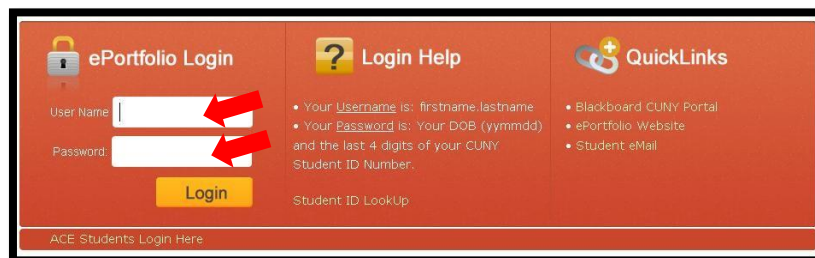 ePortfolio Login
User Name
Password:
Login
? Login Help
• Your Username is: firstname.lastname
• Your Password is: Your DOB (yymmdd)
and the last 4 digits of your CUNY
Student ID Number.
Student ID LookUp
QuickLinks
• Blackboard CUNY Portal
• ePortfolio Website
• Student eMail
ACE Students Login Here